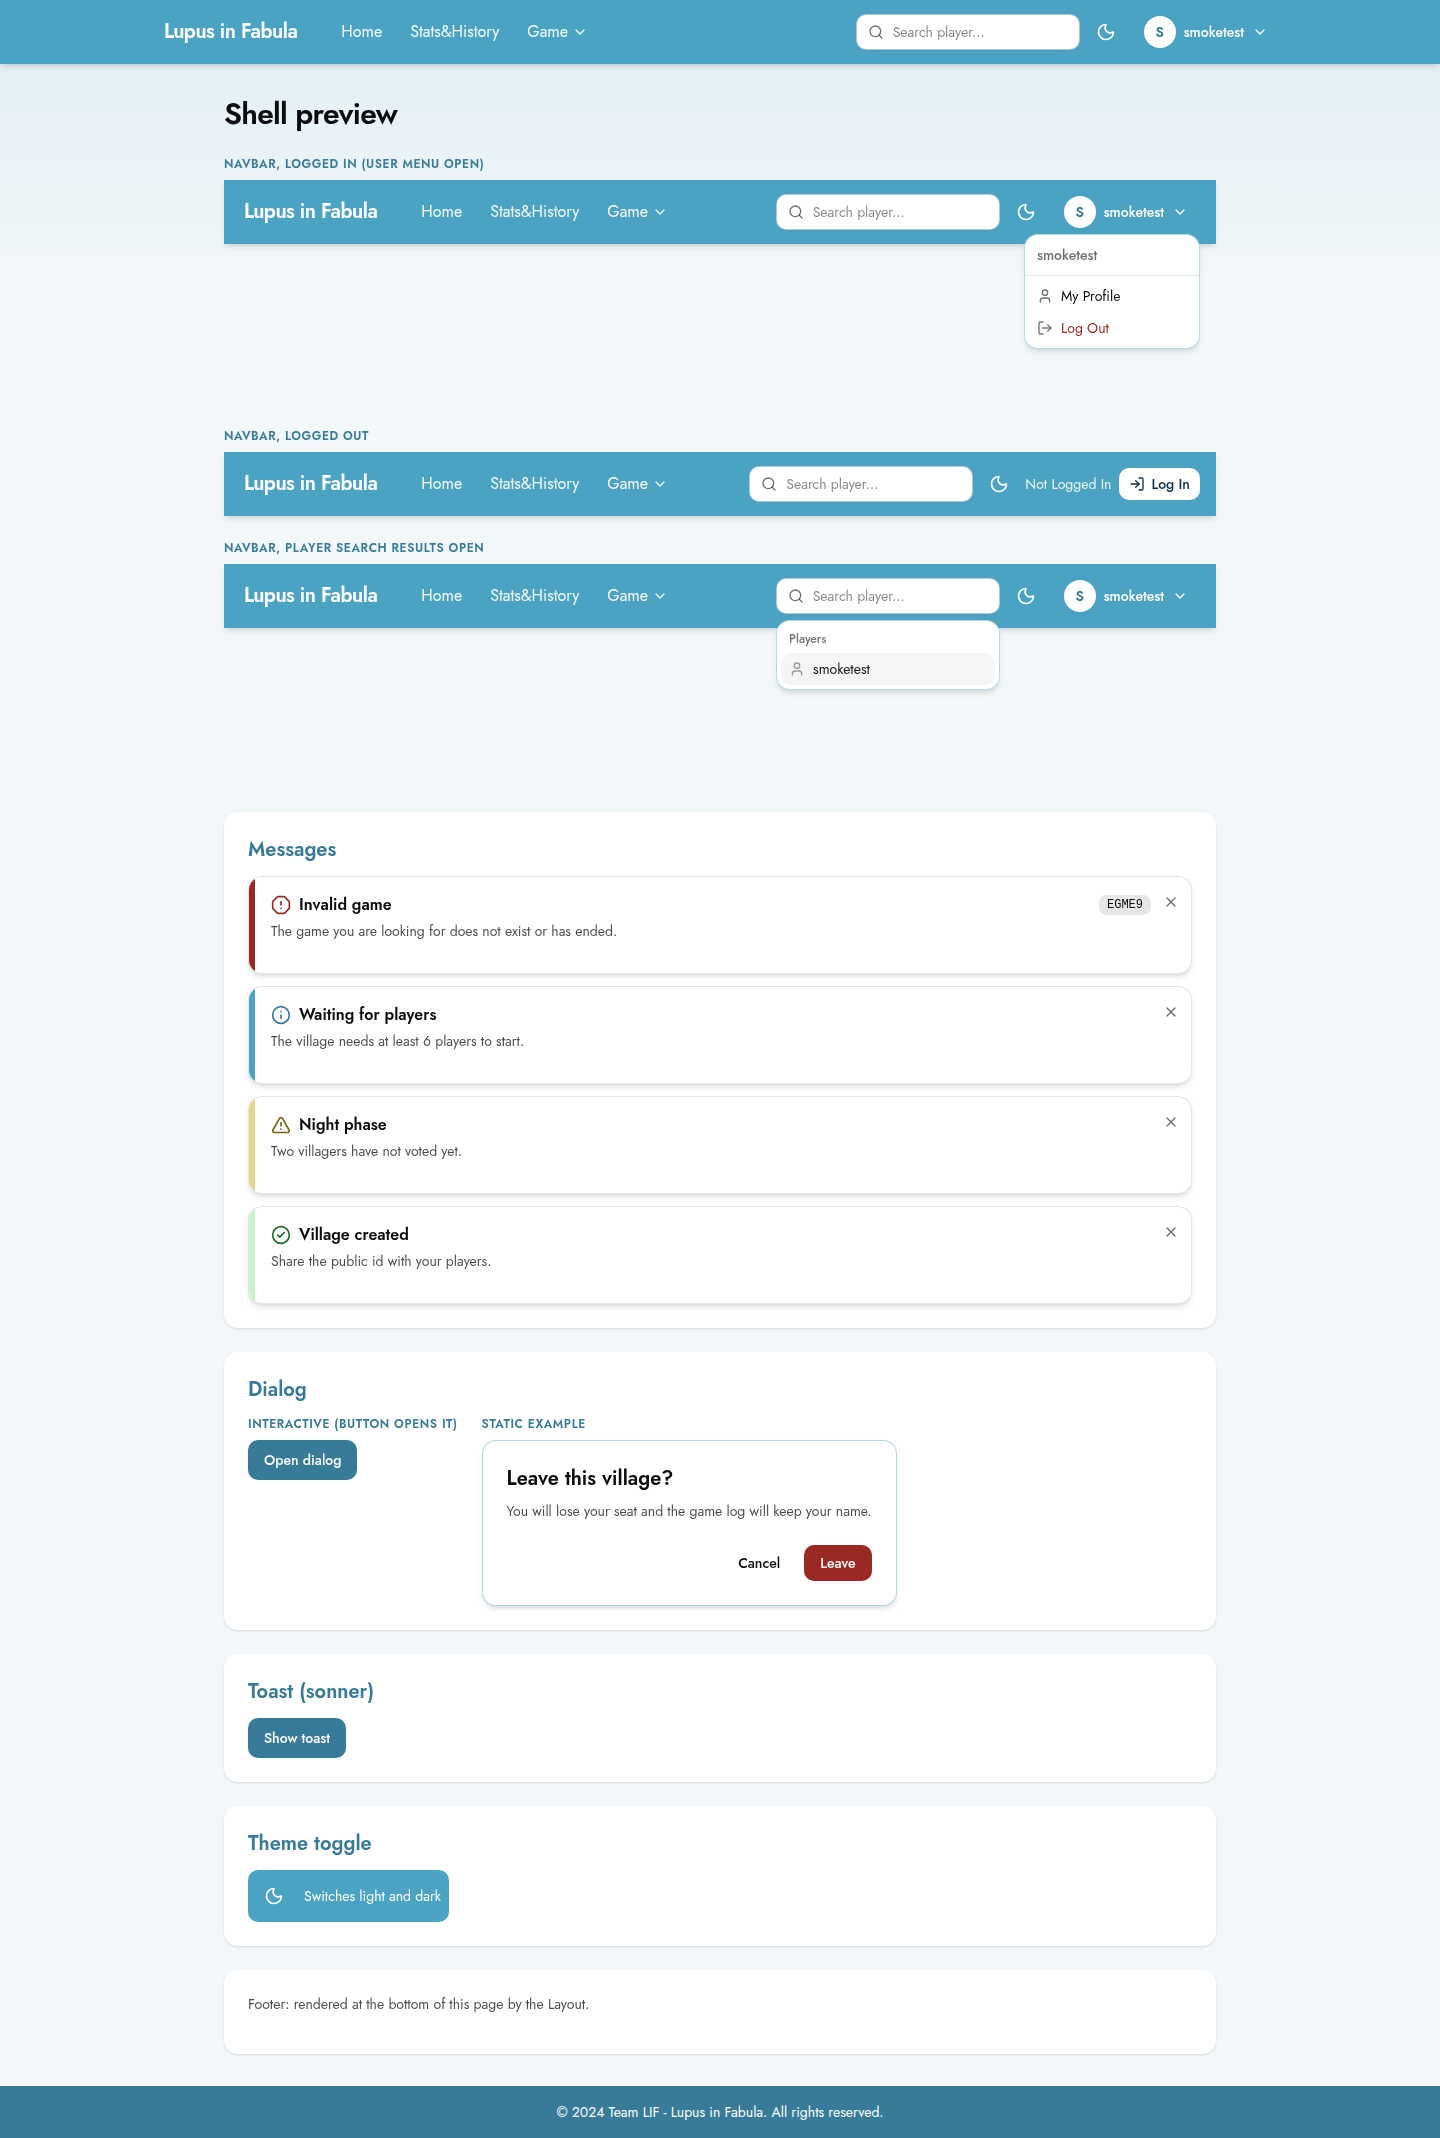 Lupus in Fabula Home Stats&History Game Search player... S smoketest
Shell preview
NAVBAR, LOGGED IN (USER MENU OPEN)
Lupus in Fabula Home Stats&History Game Search player... S smoketest
smoketest
My Profile
Log Out
NAVBAR, LOGGED OUT
Lupus in Fabula Home Stats&History Game Search player... Not Logged In Log In
NAVBAR, PLAYER SEARCH RESULTS OPEN
Lupus in Fabula Home Stats&History Game Search player... S smoketest
Players
smoketest
Messages
Invalid game EGME9
The game you are looking for does not exist or has ended.
Waiting for players
The village needs at least 6 players to start.
Night phase
Two villagers have not voted yet.
Village created
Share the public id with your players.
Dialog
INTERACTIVE (BUTTON OPENS IT) STATIC EXAMPLE
Open dialog
Leave this village?
You will lose your seat and the game log will keep your name.
Cancel Leave
Toast (sonner)
Show toast
Theme toggle
Switches light and dark
Footer: rendered at the bottom of this page by the Layout.
© 2024 Team LIF - Lupus in Fabula. All rights reserved.